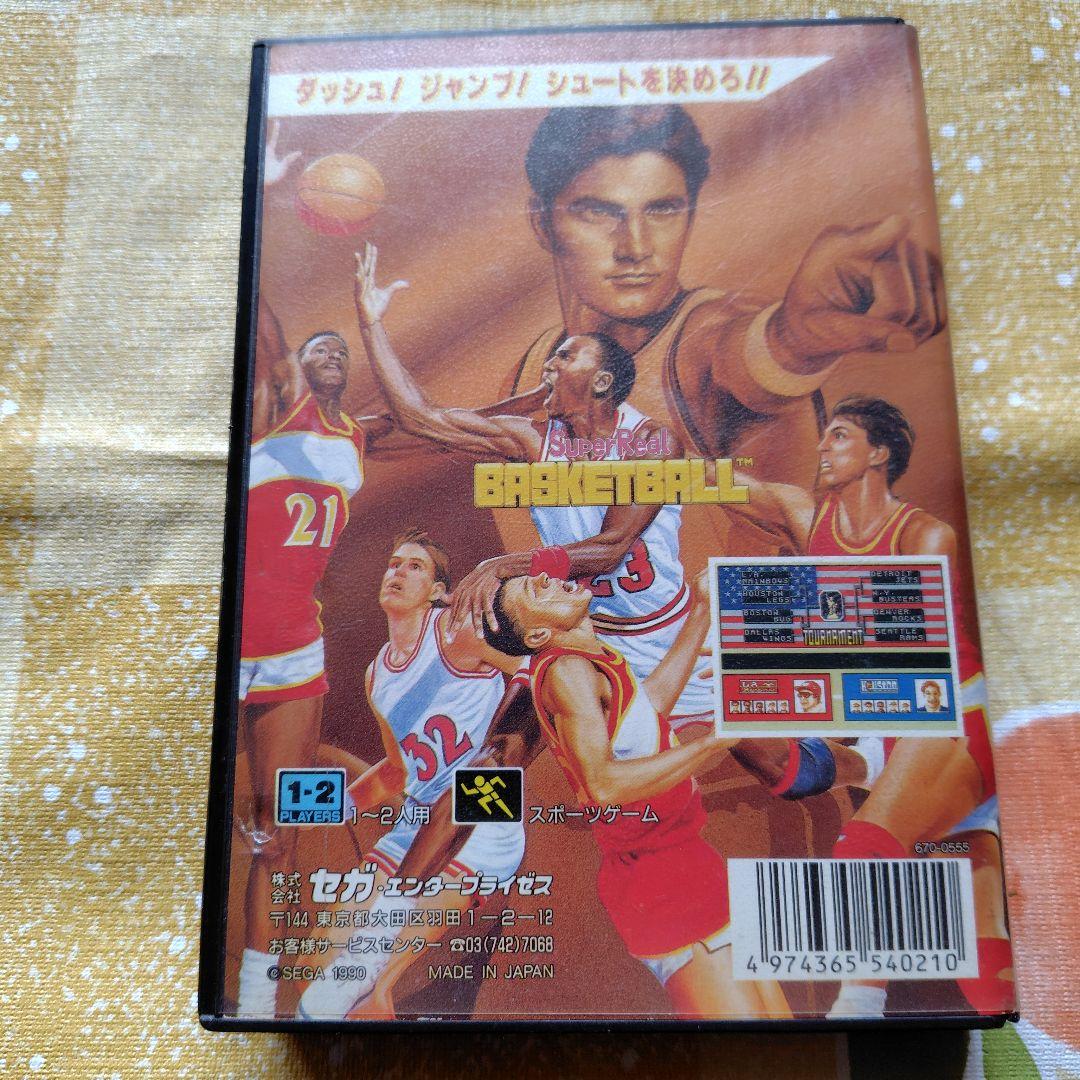 ダッシュ! ジャンプ! シュートを決めろ!!
21
SuperReal
BASKETBALL™
23
32
L.A.
MAINBOYS
HOUSTON
LEGS
BOSTON
BUG
DALLAS
WINGS
DETROIT
JETS
N.Y.
BUSTERS
DENVER
ROCKS
SEATTLE
RAMS
TOURNAMENT
Houston
1-2
PLAYERS
1〜2人用
スポーツゲーム
670-0555
株式会社 セガ・エンタープライゼス
〒144 東京都大田区羽田1-2-12
お客様サービスセンター ☎03(742)7068
©SEGA 1990 MADE IN JAPAN
4 974365 540210